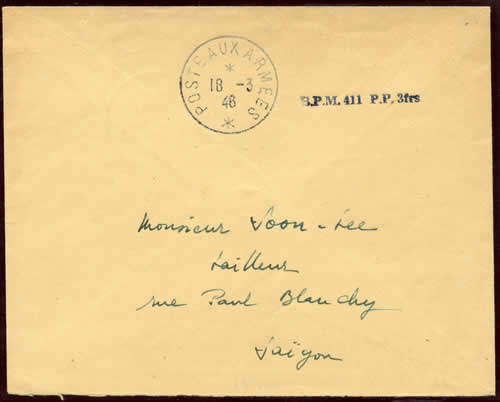 POSTE AUX ARMEES
*
18 -3
46
*
B.P.M. 411 P.P. 3frs
Monsieur Soon-Lee
tailleur
rue Paul Blanchy
Saïgon